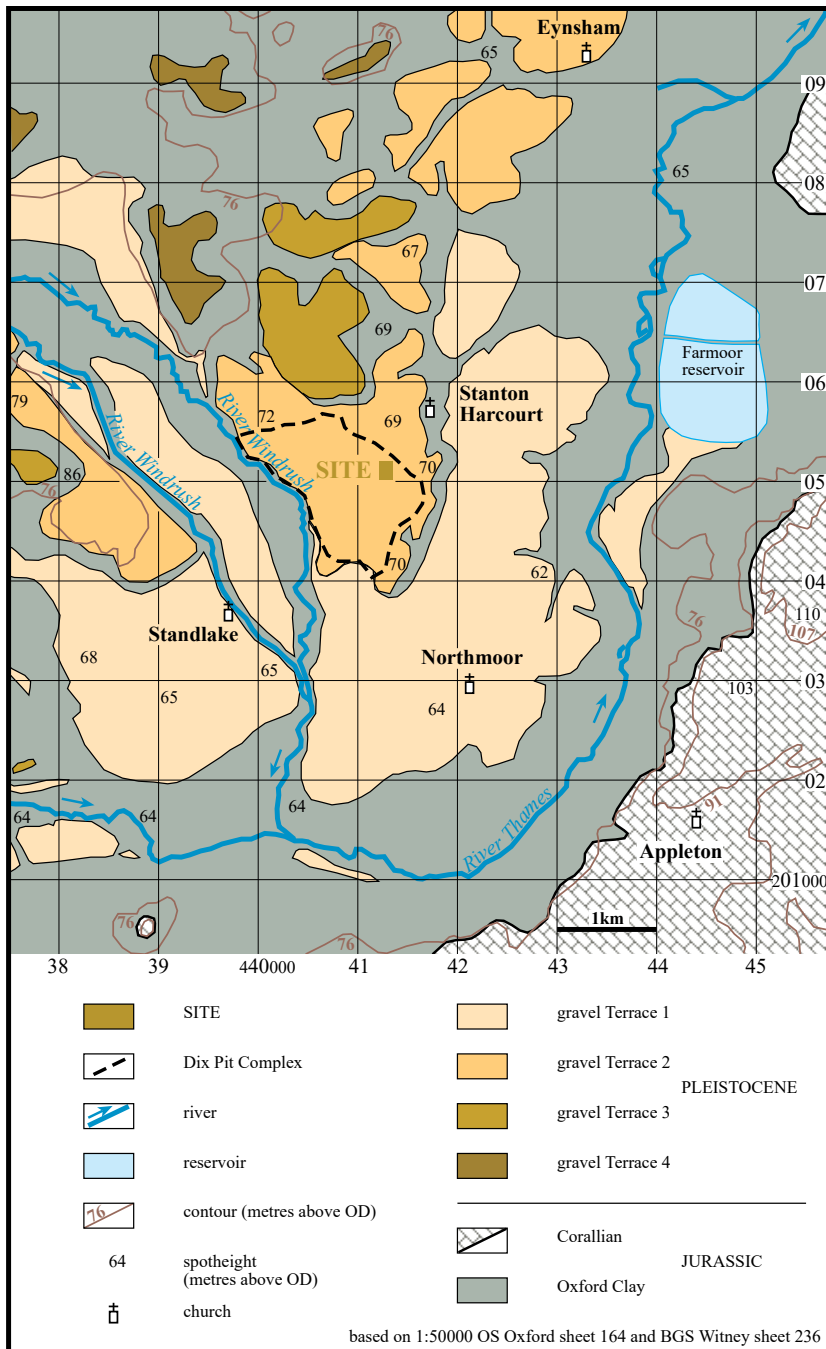 76
Eynsham
65
09
08
76
65
67
07
69
Farmoor
reservoir
06
79
72
69
Stanton
Harcourt
River Windrush
River Windrush
SITE
70
86
76
05
70
62
04
110
107
76
Standlake
Northmoor
68
65
65
64
103
03
02
64
64
64
River Thames
91
Appleton
201000
76
76
1km
38
39
440000
41
42
43
44
45
SITE
Dix Pit Complex
river
reservoir
76
contour (metres above OD)
64
spotheight
(metres above OD)
church
gravel Terrace 1
gravel Terrace 2
PLEISTOCENE
gravel Terrace 3
gravel Terrace 4
Corallian
JURASSIC
Oxford Clay
based on 1:50000 OS Oxford sheet 164 and BGS Witney sheet 236